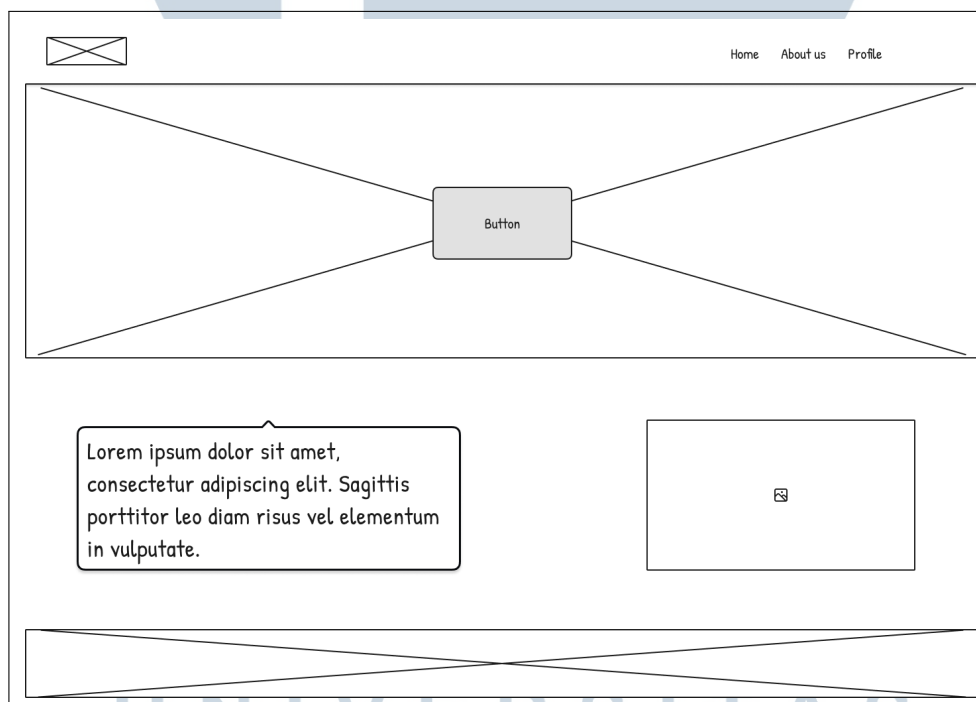 Home About us Profile
Button
Lorem ipsum dolor sit amet,
consectetur adipiscing elit. Sagittis
porttitor leo diam risus vel elementum
in vulputate.